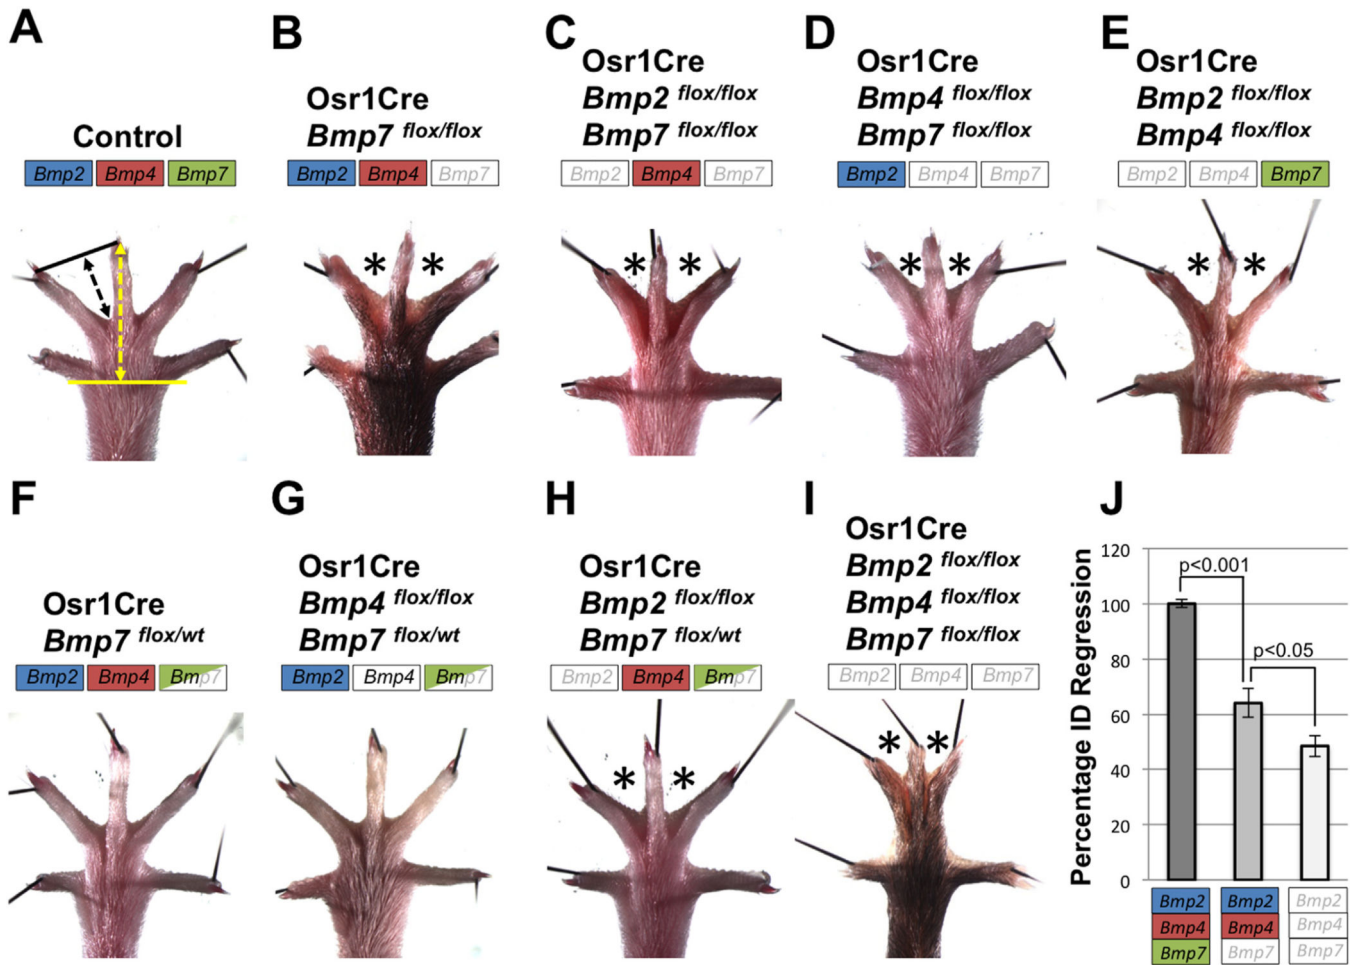 A
Control
Bmp2 Bmp4 Bmp7
B
Osr1Cre
Bmp7 flox/flox
Bmp2 Bmp4 Bmp7
*
*
C
Osr1Cre
Bmp2 flox/flox
Bmp7 flox/flox
Bmp2 Bmp4 Bmp7
*
*
D
Osr1Cre
Bmp4 flox/flox
Bmp7 flox/flox
Bmp2 Bmp4 Bmp7
*
*
E
Osr1Cre
Bmp2 flox/flox
Bmp4 flox/flox
Bmp2 Bmp4 Bmp7
*
*
F
Osr1Cre
Bmp7 flox/wt
Bmp2 Bmp4 Bmp7
G
Osr1Cre
Bmp4 flox/flox
Bmp7 flox/wt
Bmp2 Bmp4 Bmp7
H
Osr1Cre
Bmp2 flox/flox
Bmp7 flox/wt
Bmp2 Bmp4 Bmp7
*
*
I
Osr1Cre
Bmp2 flox/flox
Bmp4 flox/flox
Bmp7 flox/flox
Bmp2 Bmp4 Bmp7
*
*
J
Percentage ID Regression
120
100
80
60
40
20
0
p<0.001
p<0.05
Bmp2 Bmp2 Bmp2
Bmp4 Bmp4 Bmp4
Bmp7 Bmp7 Bmp7